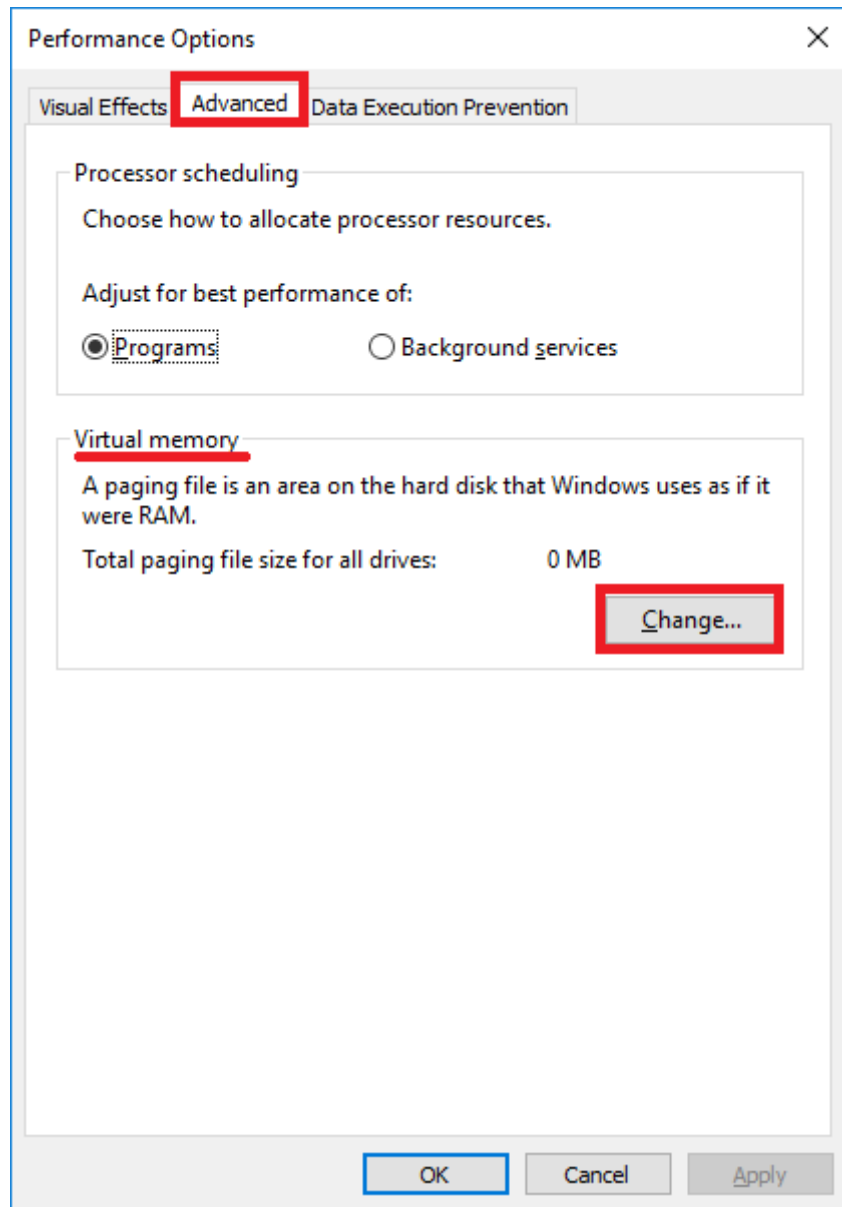 Performance Options
Visual Effects Advanced Data Execution Prevention
Processor scheduling
Choose how to allocate processor resources.
Adjust for best performance of:
Programs Background services
Virtual memory
A paging file is an area on the hard disk that Windows uses as if it
were RAM.
Total paging file size for all drives: 0 MB
Change...
OK Cancel Apply